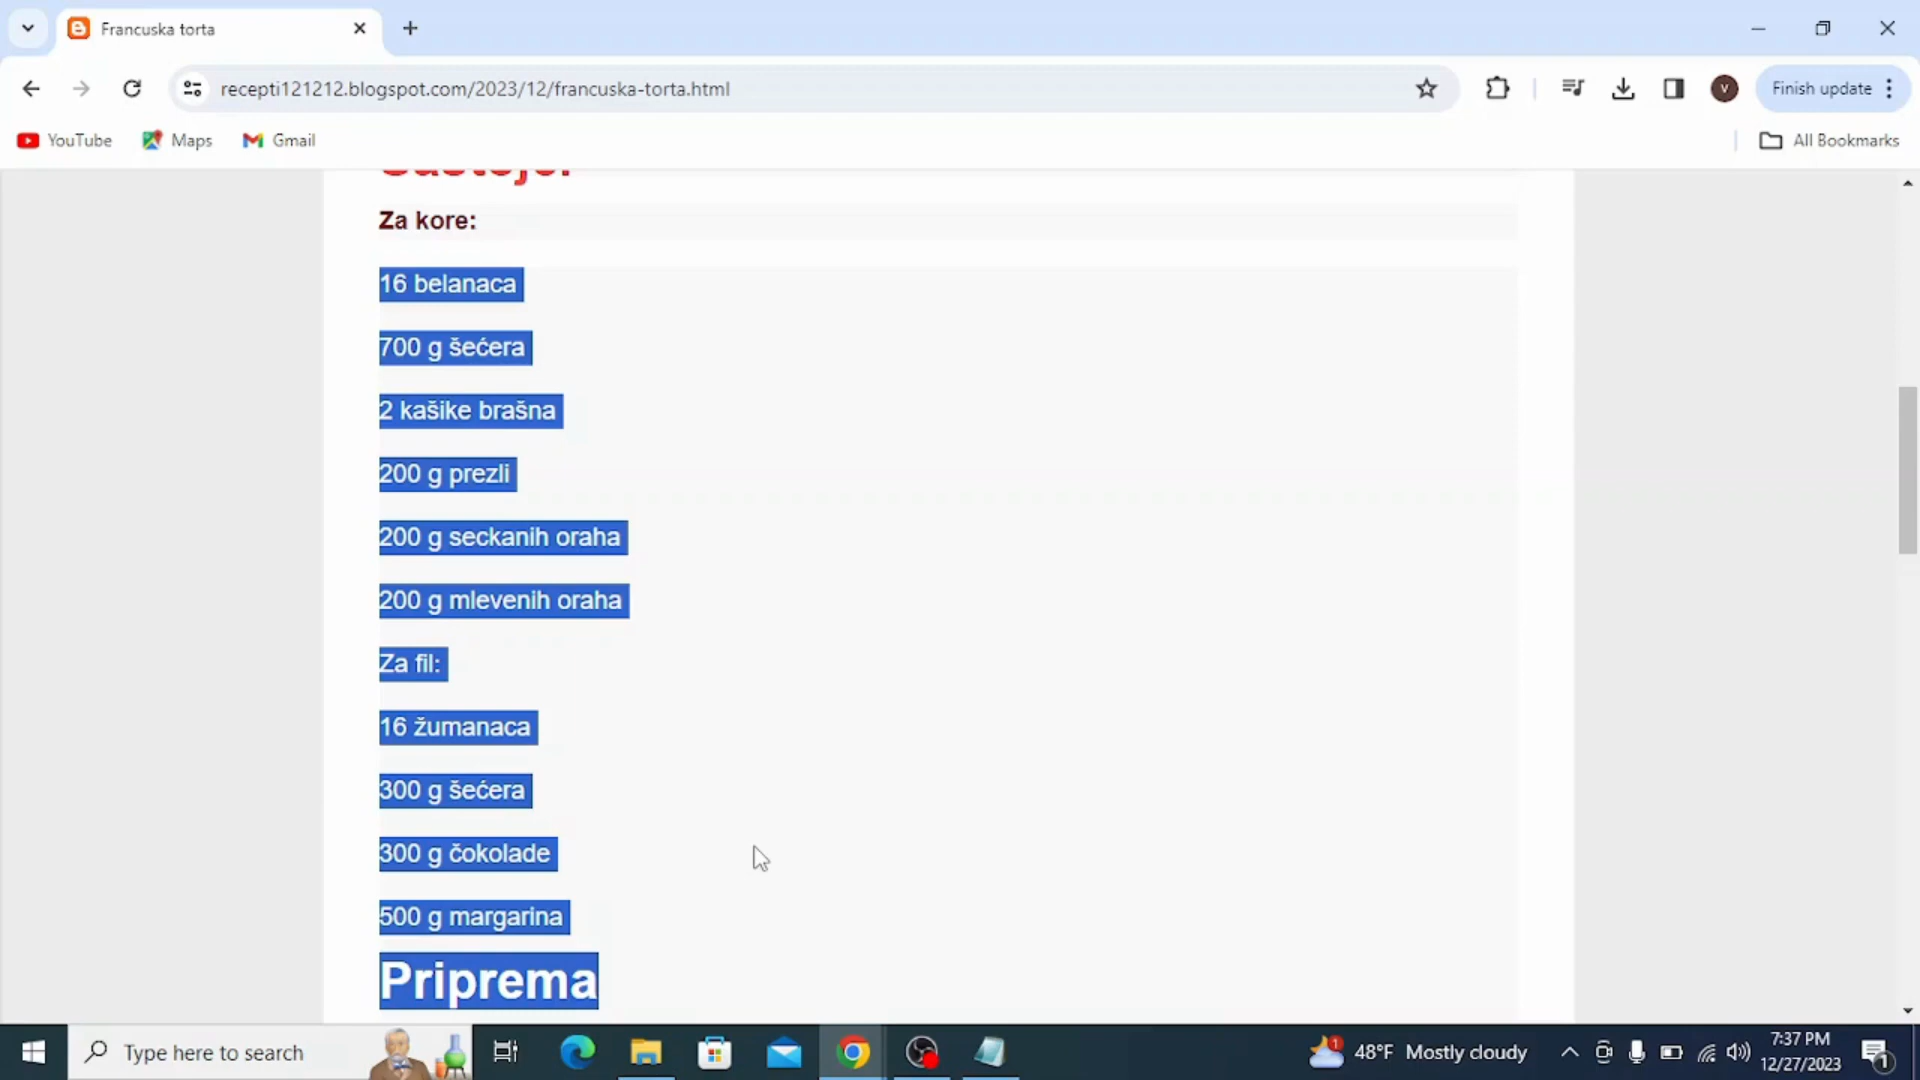 Francuska torta
recepti121212.blogspot.com/2023/12/francuska-torta.html
V
Finish update
YouTube
Maps
Gmail
All Bookmarks
Za kore:
16 belanaca
700 g šećera
2 kašike brašna
200 g prezli
200 g seckanih oraha
200 g mlevenih oraha
Za fil:
16 žumanaca
300 g šećera
300 g čokolade
500 g margarina
Priprema
Type here to search
1
48°F Mostly cloudy
7:37 PM
12/27/2023
1